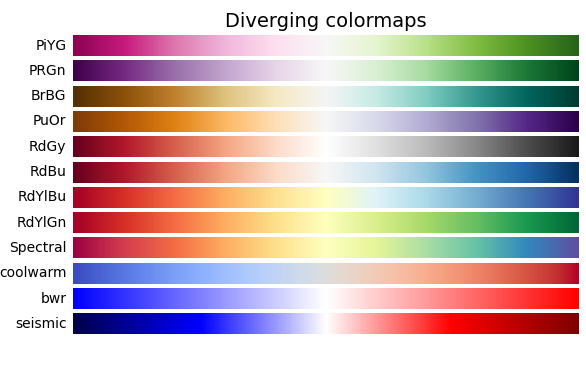 Diverging colormaps
PiYG
PRGn
BrBG
PuOr
RdGy
RdBu
RdYlBu
RdYlGn
Spectral
coolwarm
bwr
seismic